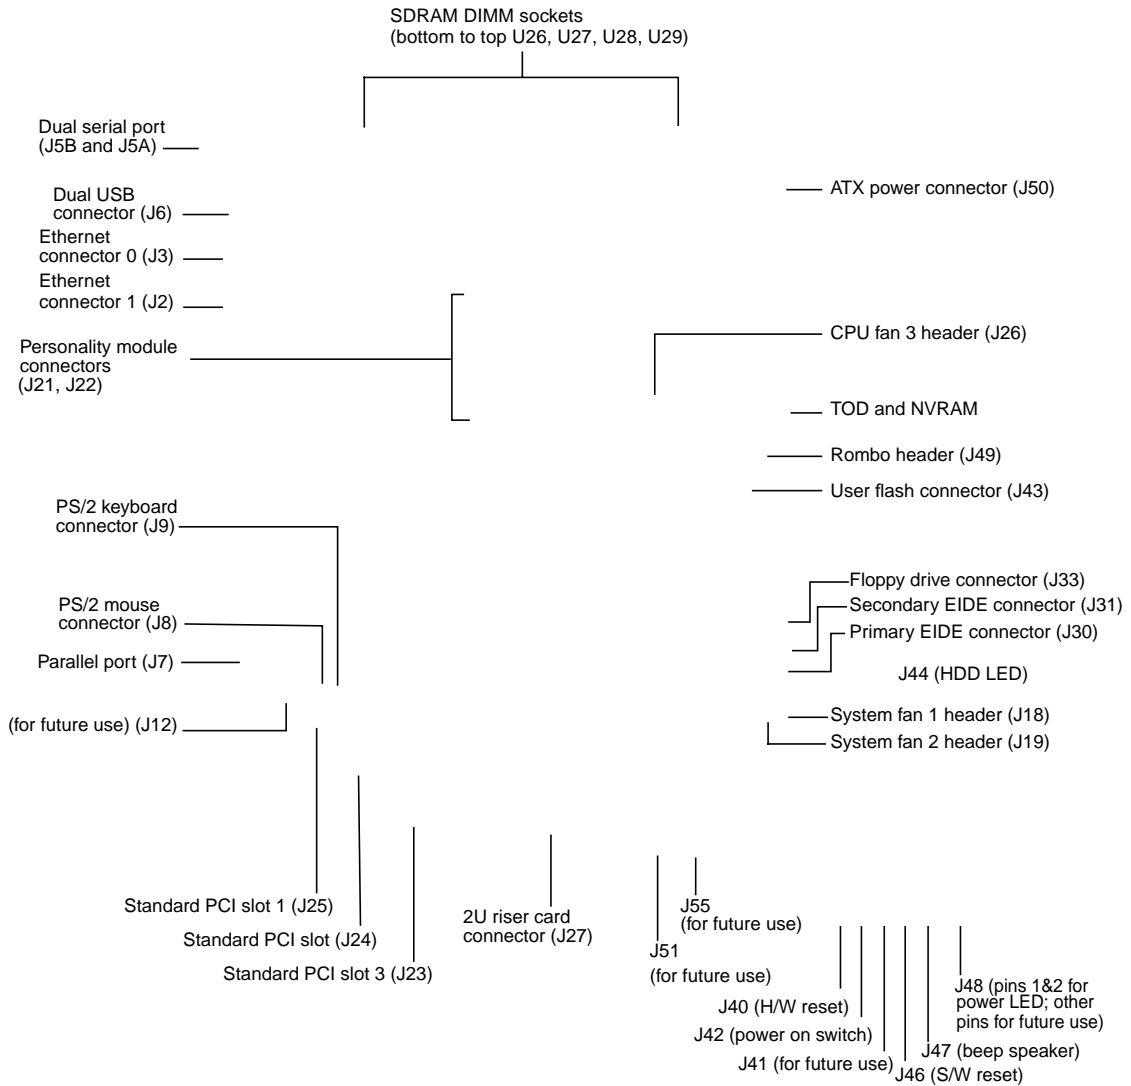 SDRAM DIMM sockets
(bottom to top U26, U27, U28, U29)
Dual serial port
(J5B and J5A)
Dual USB
connector (J6)
Ethernet
connector 0 (J3)
Ethernet
connector 1 (J2)
Personality module
connectors
(J21, J22)
PS/2 keyboard
connector (J9)
PS/2 mouse
connector (J8)
Parallel port (J7)
(for future use) (J12)
ATX power connector (J50)
CPU fan 3 header (J26)
TOD and NVRAM
Rombo header (J49)
User flash connector (J43)
Floppy drive connector (J33)
Secondary EIDE connector (J31)
Primary EIDE connector (J30)
J44 (HDD LED)
System fan 1 header (J18)
System fan 2 header (J19)
Standard PCI slot 1 (J25)
Standard PCI slot (J24)
Standard PCI slot 3 (J23)
2U riser card
connector (J27)
J55
(for future use)
J51
(for future use)
J40 (H/W reset)
J42 (power on switch)
J41 (for future use)
J48 (pins 1&2 for
power LED; other
pins for future use)
J47 (beep speaker)
J46 (S/W reset)